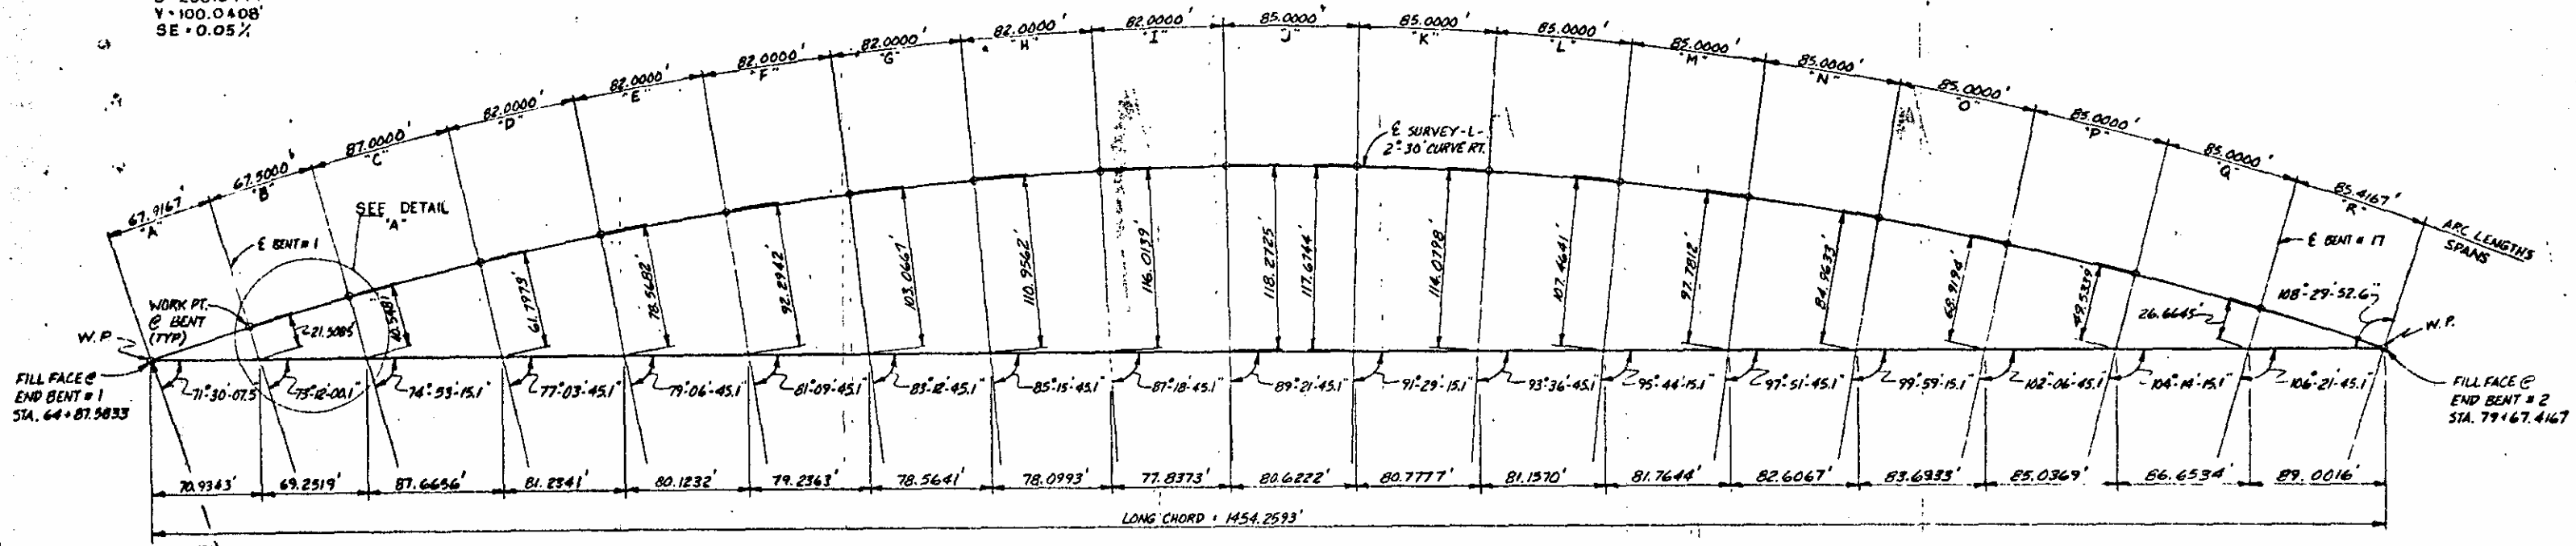 V = 100.0408'
SE = 0.05%
67.9167' "A"
67.5000' "B"
87.0000' "C"
82.0000' "D"
82.0000' "E"
82.0000' "F"
82.0000' "G"
82.0000' "H"
82.0000' "I"
85.0000' "J"
85.0000' "K"
85.0000' "L"
85.0000' "M"
85.0000' "N"
85.0000' "O"
85.0000' "P"
85.0000' "Q"
85.4167' "R"
ARC LENGTHS
SPANS
℄ BENT # 1
SEE DETAIL
"A"
℄ SURVEY-L-
2°-30' CURVE RT.
℄ BENT # 17
WORK PT.
@ BENT
(TYP)
W.P.
21.5085'
40.5481'
61.7979'
78.5682'
92.2942'
103.0667'
110.9562'
116.0139'
118.2725'
117.6744'
114.0798'
107.4641'
97.7812'
84.9633'
49.5339'
26.6645'
108°-29'-52.6"
W.P.
FILL FACE @
END BENT # 1
STA. 64+87.5833
71°-30'-07.5"
73°-12'-00.1"
74°-53'-15.1"
77°-03'-45.1"
79°-06'-45.1"
81°-09'-45.1"
83°-12'-45.1"
85°-15'-45.1"
87°-18'-45.1"
89°-21'-45.1"
91°-29'-15.1"
93°-36'-45.1"
95°-44'-15.1"
97°-51'-45.1"
99°-59'-15.1"
102°-06'-45.1"
104°-14'-15.1"
106°-21'-45.1"
FILL FACE @
END BENT # 2
STA. 79+67.4167
70.9343'
69.2519'
87.6656'
81.2341'
80.1232'
79.2363'
78.5641'
78.0993'
77.8373'
80.6222'
80.7777'
81.1570'
81.7644'
82.6067'
83.6933'
85.0369'
86.6534'
89.0016'
LONG CHORD = 1454.2593'